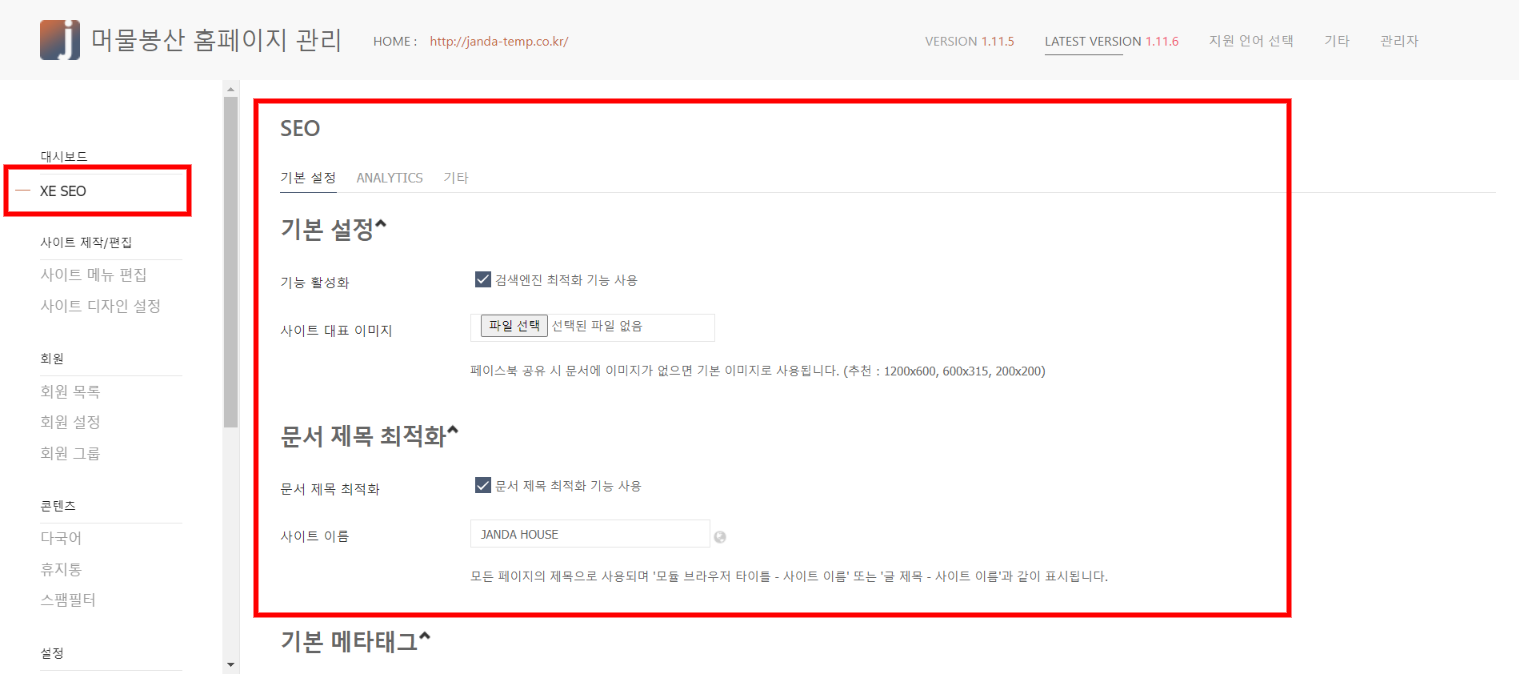 j 머물봉산 홈페이지 관리 HOME : http://janda-temp.co.kr/ VERSION 1.11.5 LATEST VERSION 1.11.6 지원 언어 선택 기타 관리자
대시보드
XE SEO
사이트 제작/편집
사이트 메뉴 편집
사이트 디자인 설정
회원
회원 목록
회원 설정
회원 그룹
콘텐츠
다국어
휴지통
스팸필터
설정
SEO
기본 설정 ANALYTICS 기타
기본 설정
기능 활성화 검색엔진 최적화 기능 사용
사이트 대표 이미지 파일 선택 선택된 파일 없음
페이스북 공유 시 문서에 이미지가 없으면 기본 이미지로 사용됩니다. (추천 : 1200x600, 600x315, 200x200)
문서 제목 최적화
문서 제목 최적화 문서 제목 최적화 기능 사용
사이트 이름 JANDA HOUSE
모든 페이지의 제목으로 사용되며 '모듈 브라우저 타이틀 - 사이트 이름' 또는 '글 제목 - 사이트 이름'과 같이 표시됩니다.
기본 메타태그